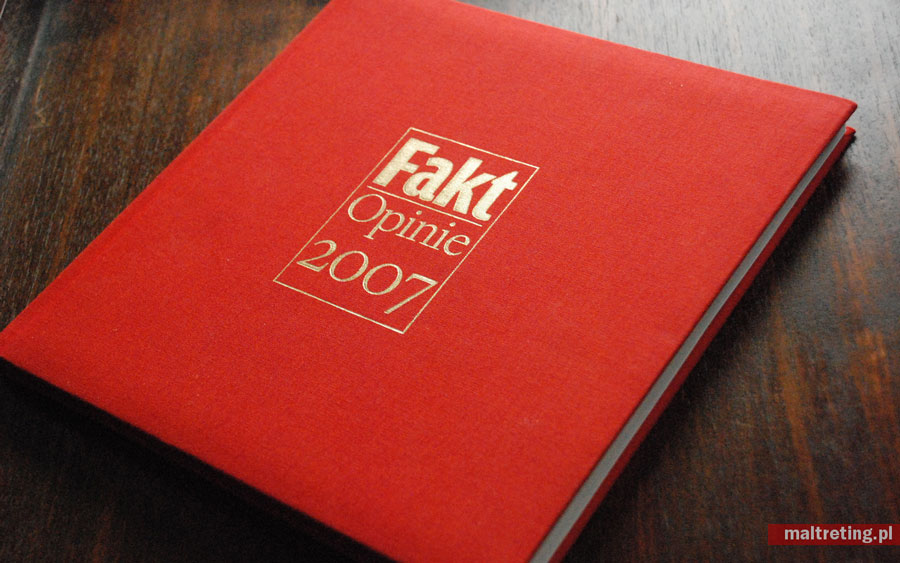 Fakt
Opinie
2007
maltreting.pl